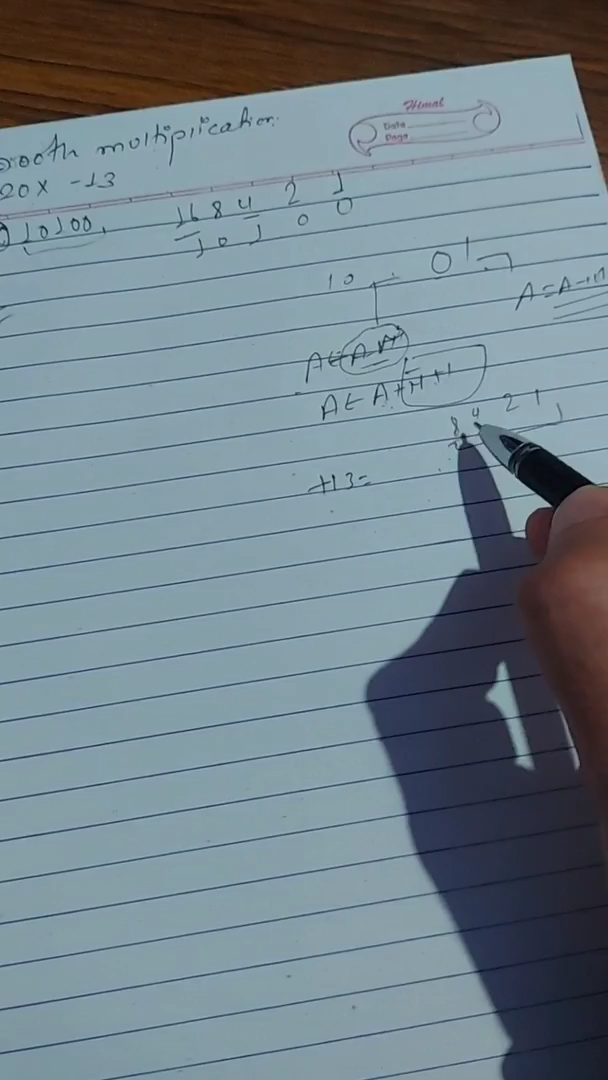 Himal
Date
Page
Booth multiplication.
20 x -13
10100, 16 8 4 2 1
1 0 1 0 0
10 01
A = A-M
A ← A-M
A ← A+M+1
8 4 2 1
+13=